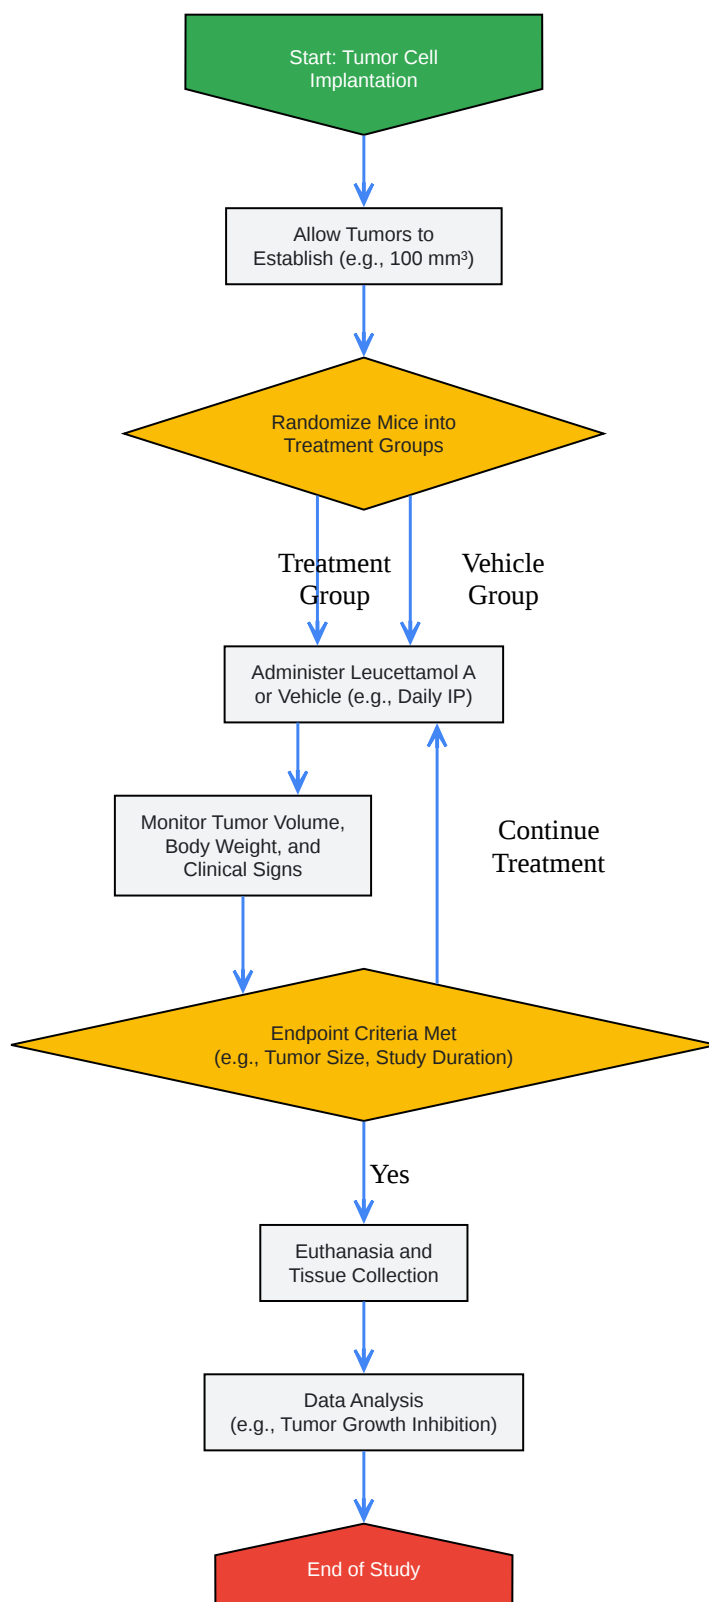 Start: Tumor Cell
Implantation
Allow Tumors to
Establish (e.g., 100 mm³)
Randomize Mice into
Treatment Groups
Treatment
Group
Vehicle
Group
Administer Leucettamol A
or Vehicle (e.g., Daily IP)
Monitor Tumor Volume,
Body Weight, and
Clinical Signs
Continue
Treatment
Endpoint Criteria Met
(e.g., Tumor Size, Study Duration)
Yes
Euthanasia and
Tissue Collection
Data Analysis
(e.g., Tumor Growth Inhibition)
End of Study